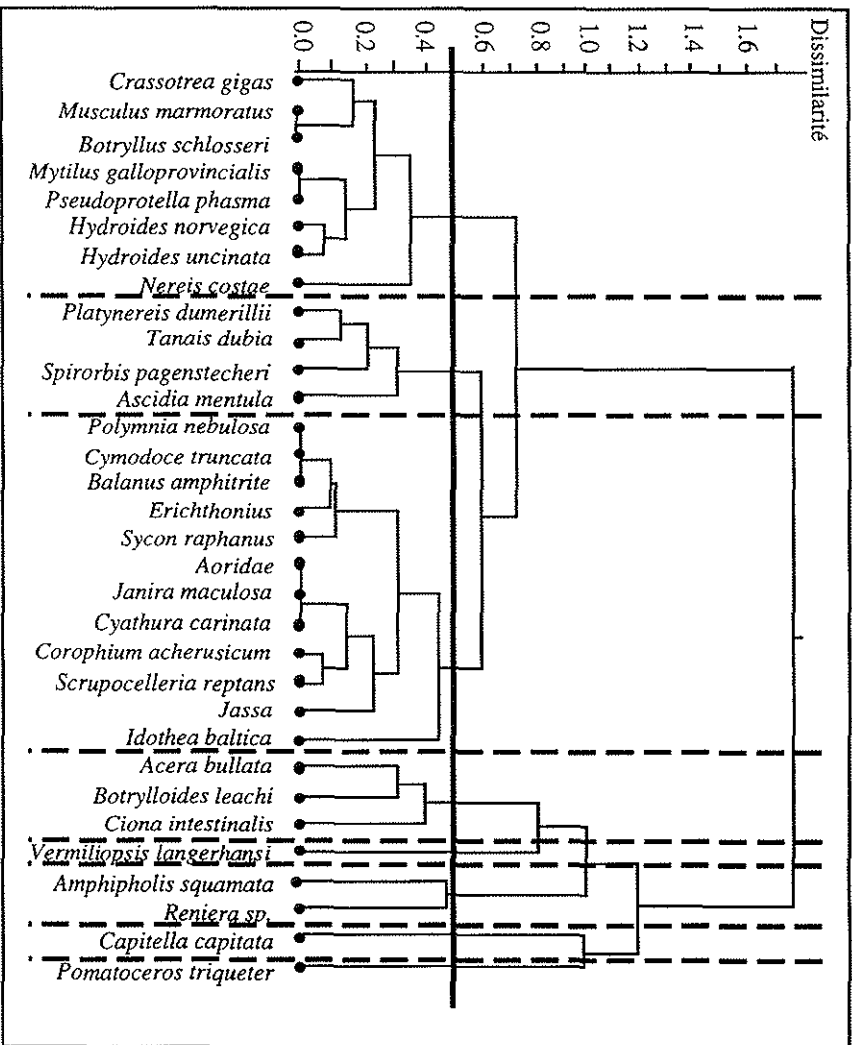 Dissimilarité
0.0
0.2
0.4
0.6
0.8
1.0
1.2
1.6
Crassotrea gigas
Musculus marmoratus
Botryllus schlosseri
Mytilus galloprovincialis
Pseudoprotella phasma
Hydroides norvegica
Hydroides uncinata
Nereis costae
Platynereis dumerillii
Tanais dubia
Spirorbis pagenstecheri
Ascidia mentula
Polymnia nebulosa
Cymodoce truncata
Balanus amphitrite
Erichthonius
Sycon raphanus
Aoridae
Janira maculosa
Cyathura carinata
Corophium acherusicum
Scrupocelleria reptans
Jassa
Idothea baltica
Acera bullata
Botrylloides leachi
Ciona intestinalis
Vermiliopsis langerhansi
Amphipholis squamata
Reniera sp.
Capitella capitata
Pomatoceros triqueter